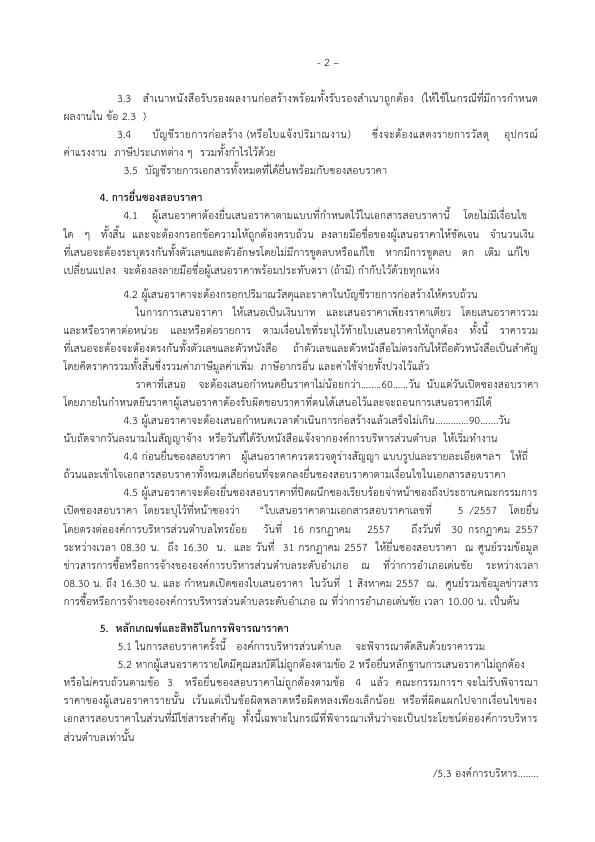 - 2 –
3.3 สำเนาหนังสือรับรองผลงานก่อสร้างพร้อมทั้งรับรองสำเนาถูกต้อง (ให้ใช้ในกรณีที่มีการกำหนด
ผลงานใน ข้อ 2.3 )
3.4 บัญชีรายการก่อสร้าง (หรือใบแจ้งปริมาณงาน) ซึ่งจะต้องแสดงรายการวัสดุ อุปกรณ์
ค่าแรงงาน ภาษีประเภทต่าง ๆ รวมทั้งกำไรไว้ด้วย
3.5 บัญชีรายการเอกสารทั้งหมดที่ได้ยื่นพร้อมกับซองสอบราคา
4. การยื่นซองสอบราคา
4.1 ผู้เสนอราคาต้องยื่นเสนอราคาตามแบบที่กำหนดไว้ในเอกสารสอบราคานี้ โดยไม่มีเงื่อนไข
ใด ๆ ทั้งสิ้น และจะต้องกรอกข้อความให้ถูกต้องครบถ้วน ลงลายมือชื่อของผู้เสนอราคาให้ชัดเจน จำนวนเงิน
ที่เสนอจะต้องระบุตรงกันทั้งตัวเลขและตัวอักษรโดยไม่มีการขูดลบหรือแก้ไข หากมีการขูดลบ ตก เติม แก้ไข
เปลี่ยนแปลง จะต้องลงลายมือชื่อผู้เสนอราคาพร้อมประทับตรา (ถ้ามี) กำกับไว้ด้วยทุกแห่ง
4.2 ผู้เสนอราคาจะต้องกรอกปริมาณวัสดุและราคาในบัญชีรายการก่อสร้างให้ครบถ้วน
ในการการเสนอราคา ให้เสนอเป็นเงินบาท และเสนอราคาเพียงราคาเดียว โดยเสนอราคารวม
และหรือราคาต่อหน่วย และหรือต่อรายการ ตามเงื่อนไขที่ระบุไว้ท้ายใบเสนอราคาให้ถูกต้อง ทั้งนี้ ราคารวม
ที่เสนอจะต้องจะต้องตรงกันทั้งตัวเลขและตัวหนังสือ ถ้าตัวเลขและตัวหนังสือไม่ตรงกันให้ถือตัวหนังสือเป็นสำคัญ
โดยคิดราคารวมทั้งสิ้นซึ่งรวมค่าภาษีมูลค่าเพิ่ม ภาษีอากรอื่น และค่าใช้จ่ายทั้งปวงไว้แล้ว
ราคาที่เสนอ จะต้องเสนอกำหนดยืนราคาไม่น้อยกว่า........60......วัน นับแต่วันเปิดซองสอบราคา
โดยภายในกำหนดยืนราคาผู้เสนอราคาต้องรับผิดชอบราคาที่ตนได้เสนอไว้และจะถอนการเสนอราคามิได้
4.3 ผู้เสนอราคาจะต้องเสนอกำหนดเวลาดำเนินการก่อสร้างแล้วเสร็จไม่เกิน.............90.......วัน
นับถัดจากวันลงนามในสัญญาจ้าง หรือวันที่ได้รับหนังสือแจ้งจากองค์การบริหารส่วนตำบล ให้เริ่มทำงาน
4.4 ก่อนยื่นซองสอบราคา ผู้เสนอราคาควรตรวจดูร่างสัญญา แบบรูปและรายละเอียดฯลฯ ให้ถี่
ถ้วนและเข้าใจเอกสารสอบราคาทั้งหมดเสียก่อนที่จะตกลงยื่นซองสอบราคาตามเงื่อนไขในเอกสารสอบราคา
4.5 ผู้เสนอราคาจะต้องยื่นซองสอบราคาที่ปิดผนึกซองเรียบร้อยจ่าหน้าซองถึงประธานคณะกรรมการ
เปิดซองสอบราคา โดยระบุไว้ที่หน้าซองว่า “ใบเสนอราคาตามเอกสารสอบราคาเลขที่ 5 /2557 โดยยื่น
โดยตรงต่อองค์การบริหารส่วนตำบลไทรย้อย วันที่ 16 กรกฎาคม 2557 ถึงวันที่ 30 กรกฎาคม 2557
ระหว่างเวลา 08.30 น. ถึง 16.30 น. และ วันที่ 31 กรกฎาคม 2557 ให้ยื่นซองสอบราคา ณ ศูนย์รวมข้อมูล
ข่าวสารการซื้อหรือการจ้างขององค์การบริหารส่วนตำบลระดับอำเภอ ณ ที่ว่าการอำเภอเด่นชัย ระหว่างเวลา
08.30 น. ถึง 16.30 น. และ กำหนดเปิดซองใบเสนอราคา ในวันที่ 1 สิงหาคม 2557 ณ. ศูนย์รวมข้อมูลข่าวสาร
การซื้อหรือการจ้างขององค์การบริหารส่วนตำบลระดับอำเภอ ณ ที่ว่าการอำเภอเด่นชัย เวลา 10.00 น. เป็นต้น
5. หลักเกณฑ์และสิทธิในการพิจารณาราคา
5.1 ในการสอบราคาครั้งนี้ องค์การบริหารส่วนตำบล จะพิจารณาตัดสินด้วยราคารวม
5.2 หากผู้เสนอราคารายใดมีคุณสมบัติไม่ถูกต้องตามข้อ 2 หรือยื่นหลักฐานการเสนอราคาไม่ถูกต้อง
หรือไม่ครบถ้วนตามข้อ 3 หรือยื่นซองสอบราคาไม่ถูกต้องตามข้อ 4 แล้ว คณะกรรมการฯ จะไม่รับพิจารณา
ราคาของผู้เสนอราคารายนั้น เว้นแต่เป็นข้อผิดพลาดหรือผิดหลงเพียงเล็กน้อย หรือที่ผิดแผกไปจากเงื่อนไขของ
เอกสารสอบราคาในส่วนที่มิใช่สาระสำคัญ ทั้งนี้เฉพาะในกรณีที่พิจารณาเห็นว่าจะเป็นประโยชน์ต่อองค์การบริหาร
ส่วนตำบลเท่านั้น
/5.3 องค์การบริหาร........